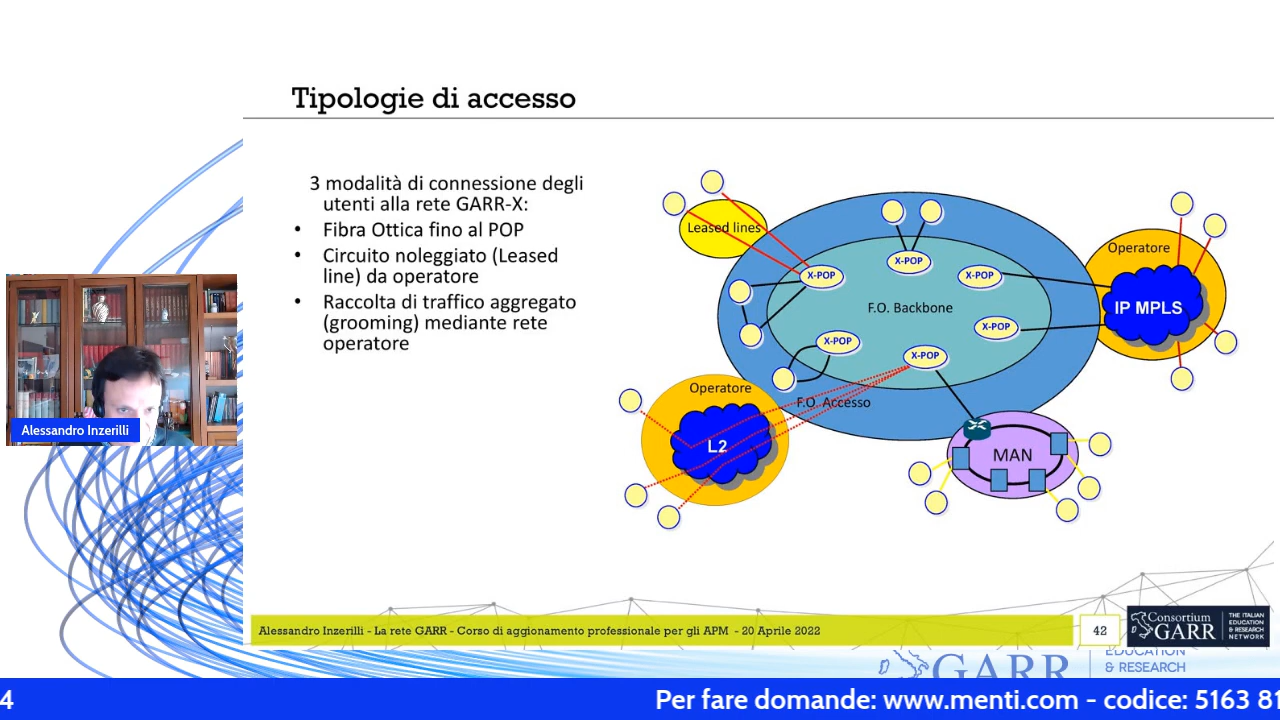 Tipologie di accesso
3 modalità di connessione degli
utenti alla rete GARR-X:
• Fibra Ottica fino al POP
• Circuito noleggiato (Leased
line) da operatore
• Raccolta di traffico aggregato
(grooming) mediante rete
operatore
Leased lines
X-POP
X-POP
X-POP
X-POP
X-POP
X-POP
F.O. Backbone
F.O. Accesso
Operatore
IP MPLS
Operatore
L2
MAN
Alessandro Inzerilli
Alessandro Inzerilli - La rete GARR - Corso di aggionamento professionale per gli APM - 20 Aprile 2022
42
Consortium
GARR
THE ITALIAN
EDUCATION
& RESEARCH
NETWORK
GARR
EDUCATION
& RESEARCH
4
Per fare domande: www.menti.com - codice: 5163 81